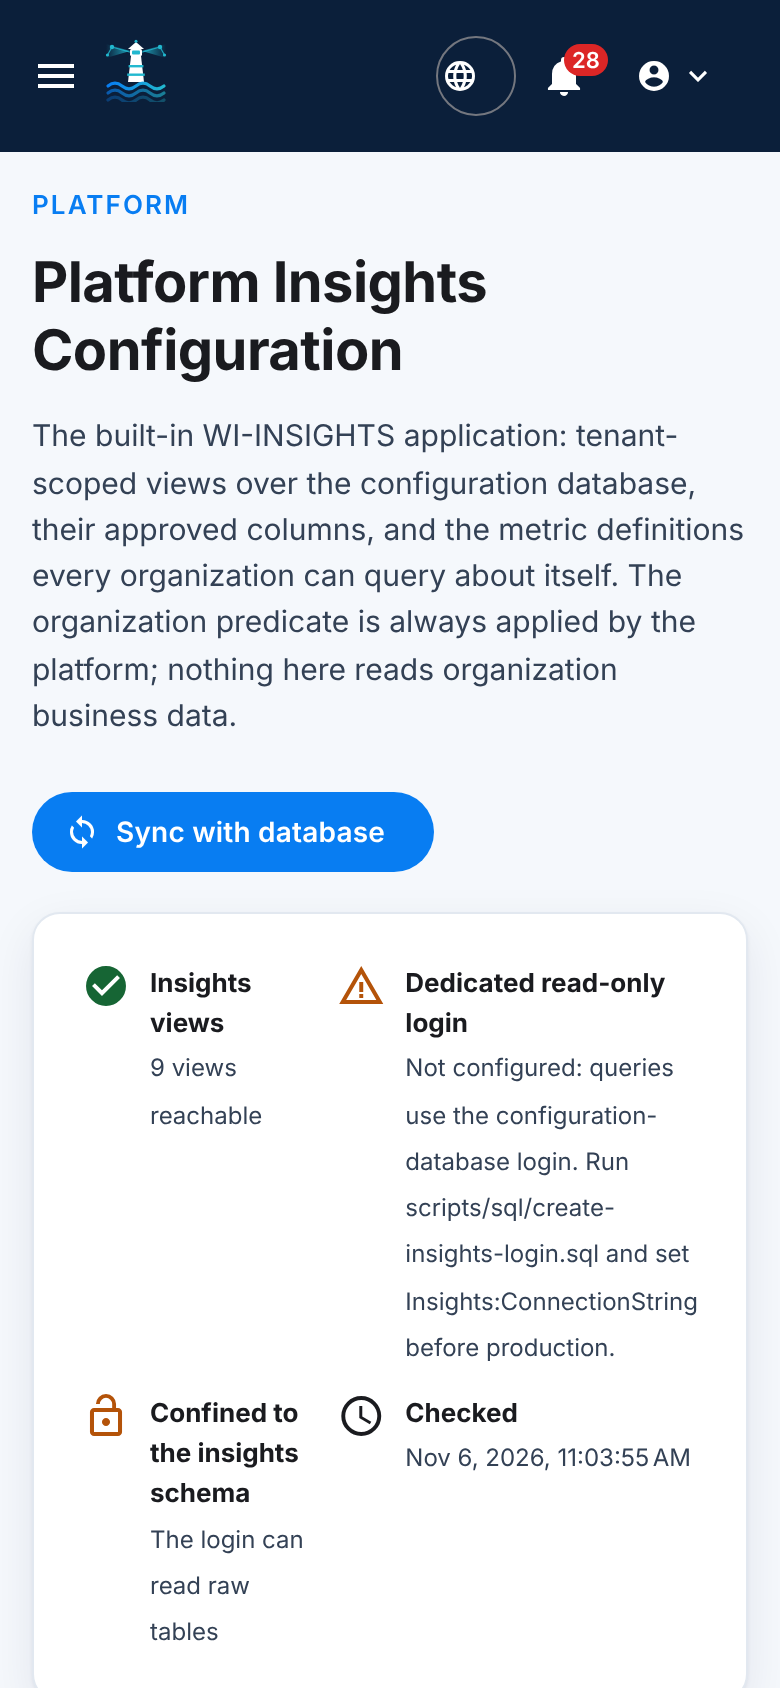 28
PLATFORM
Platform Insights
Configuration
The built-in WI-INSIGHTS application: tenant-
scoped views over the configuration database,
their approved columns, and the metric definitions
every organization can query about itself. The
organization predicate is always applied by the
platform; nothing here reads organization
business data.
Sync with database
Insights
views
9 views
reachable
Dedicated read-only
login
Not configured: queries
use the configuration-
database login. Run
scripts/sql/create-
insights-login.sql and set
Insights:ConnectionString
before production.
Confined to
the insights
schema
The login can
read raw
tables
Checked
Nov 6, 2026, 11:03:55 AM